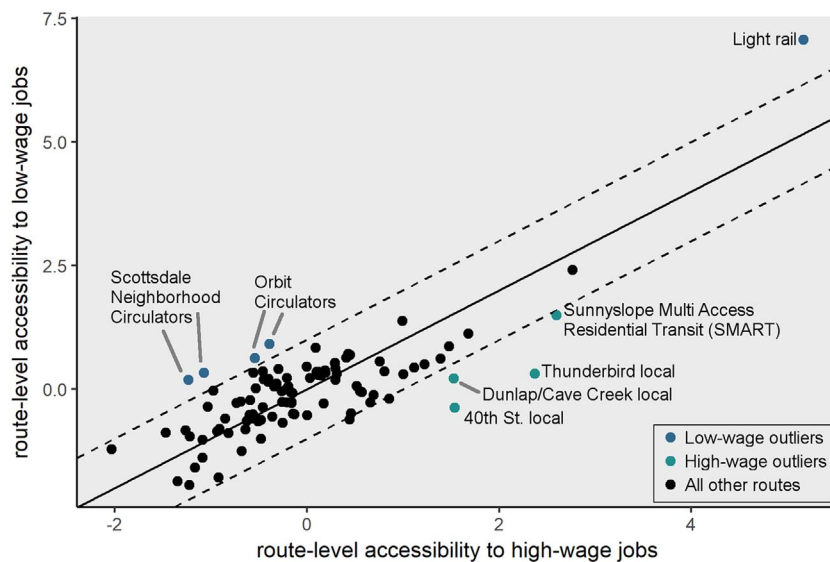 7.5
5.0
2.5
0.0
route-level accessibility to low-wage jobs
Light rail
Scottsdale
Neighborhood
Circulators
Orbit
Circulators
Sunnyslope Multi Access
Residential Transit (SMART)
Thunderbird local
Dunlap/Cave Creek local
40th St. local
Low-wage outliers
High-wage outliers
All other routes
-2
0
2
4
route-level accessibility to high-wage jobs